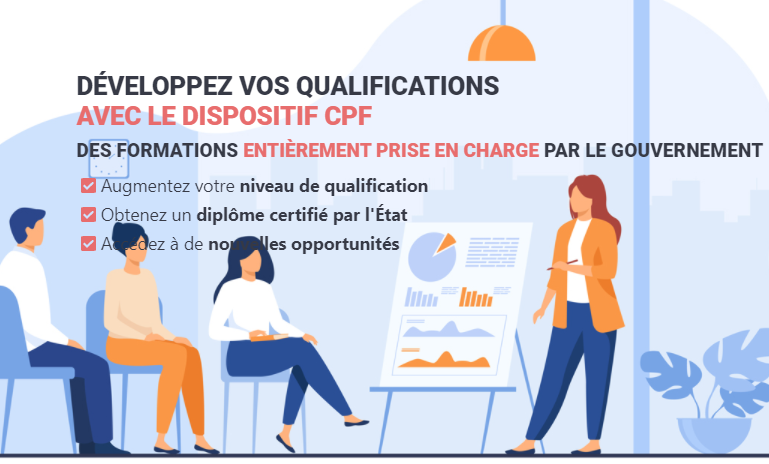 DÉVELOPPEZ VOS QUALIFICATIONS
AVEC LE DISPOSITIF CPF
DES FORMATIONS ENTIÈREMENT PRISE EN CHARGE PAR LE GOUVERNEMENT
Augmentez votre niveau de qualification
Obtenez un diplôme certifié par l'État
Accédez à de nouvelles opportunités